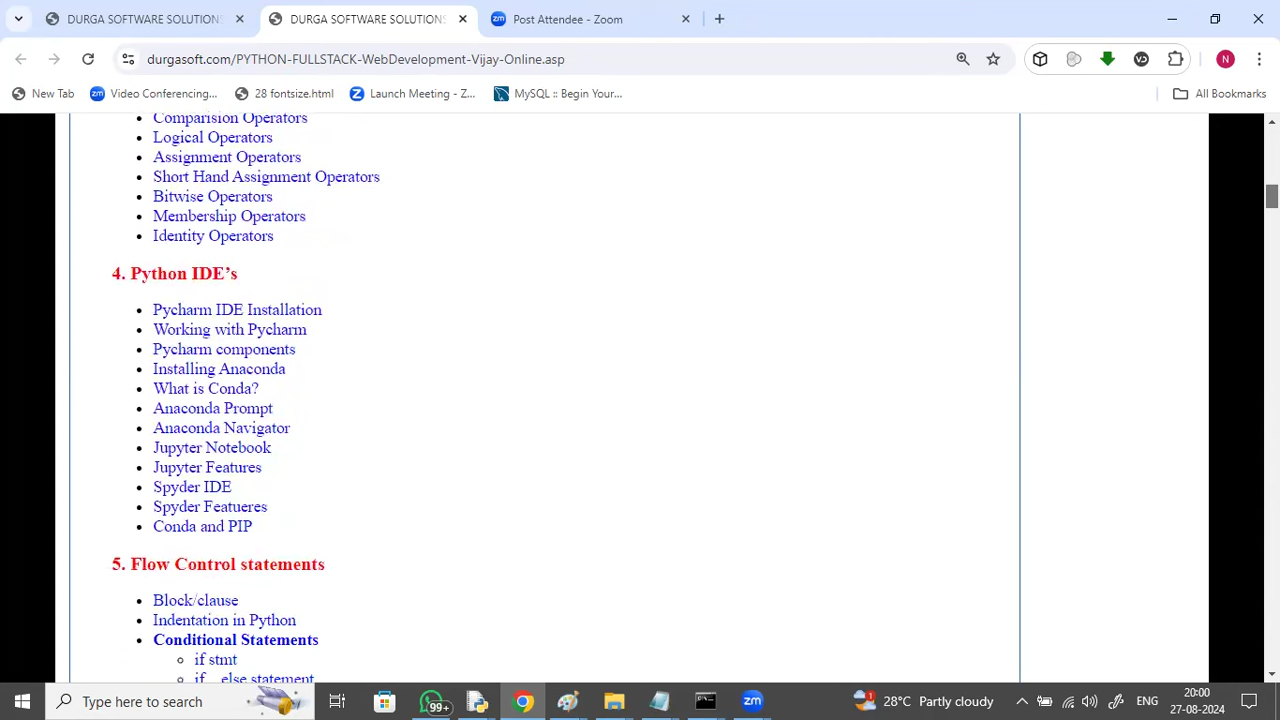 DURGA SOFTWARE SOLUTIONS
DURGA SOFTWARE SOLUTIONS
Post Attendee - Zoom
durgasoft.com/PYTHON-FULLSTACK-WebDevelopment-Vijay-Online.asp
N
New Tab
Video Conferencing...
28 fontsize.html
Launch Meeting - Z...
MySQL :: Begin Your...
All Bookmarks
Comparision Operators
Logical Operators
Assignment Operators
Short Hand Assignment Operators
Bitwise Operators
Membership Operators
Identity Operators
4. Python IDE’s
Pycharm IDE Installation
Working with Pycharm
Pycharm components
Installing Anaconda
What is Conda?
Anaconda Prompt
Anaconda Navigator
Jupyter Notebook
Jupyter Features
Spyder IDE
Spyder Featueres
Conda and PIP
5. Flow Control statements
Block/clause
Indentation in Python
Conditional Statements
if stmt
if...else statement
Type here to search
99+
28°C Partly cloudy
ENG
20:00
27-08-2024